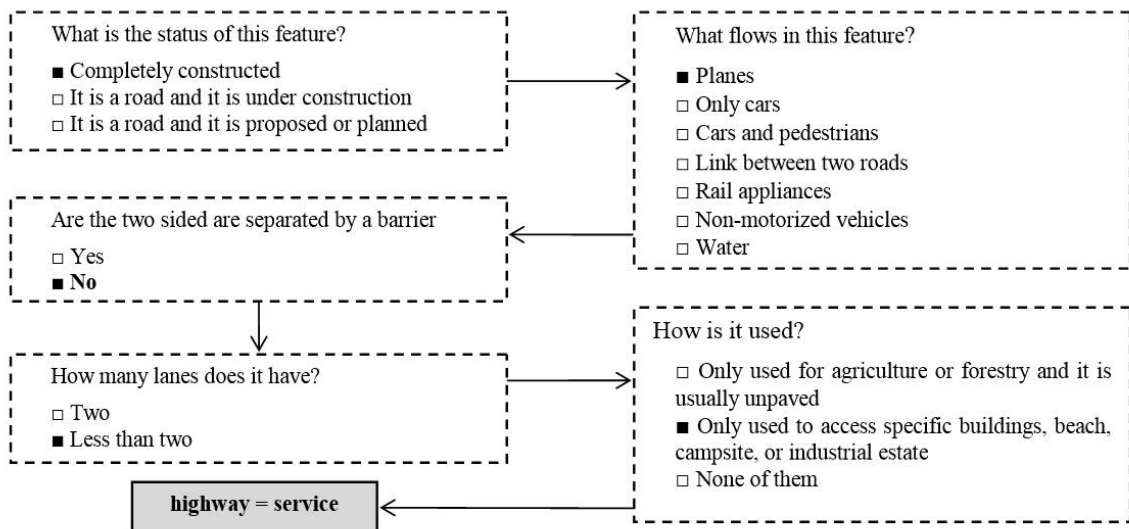 What is the status of this feature?
■ Completely constructed
□ It is a road and it is under construction
□ It is a road and it is proposed or planned
What flows in this feature?
■ Planes
□ Only cars
□ Cars and pedestrians
□ Link between two roads
□ Rail appliances
□ Non-motorized vehicles
□ Water
Are the two sided are separated by a barrier
□ Yes
■ No
How many lanes does it have?
□ Two
■ Less than two
How is it used?
□ Only used for agriculture or forestry and it is
usually unpaved
■ Only used to access specific buildings, beach,
campsite, or industrial estate
□ None of them
highway = service